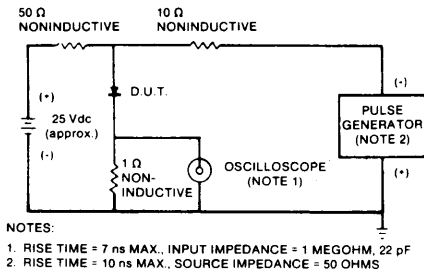 50 Ω
NONINDUCTIVE
10 Ω
NONINDUCTIVE
(+)
25 Vdc
(approx.)
(-)
D.U.T.
1 Ω
NON-
INDUCTIVE
OSCILLOSCOPE
(NOTE 1)
(-)
PULSE
GENERATOR
(NOTE 2)
(+)
NOTES:
1. RISE TIME = 7 ns MAX., INPUT IMPEDANCE = 1 MEGOHM, 22 pF
2. RISE TIME = 10 ns MAX., SOURCE IMPEDANCE = 50 OHMS